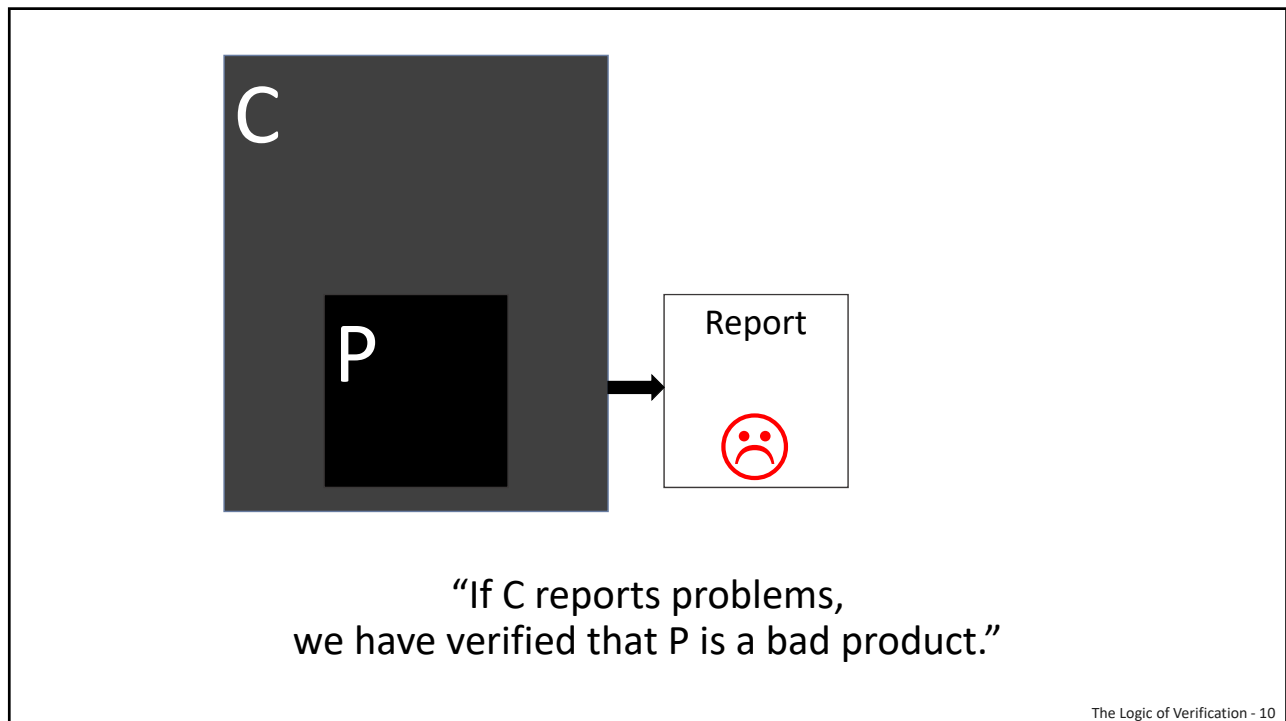 C
P
Report
“If C reports problems,
we have verified that P is a bad product.”
The Logic of Verification - 10